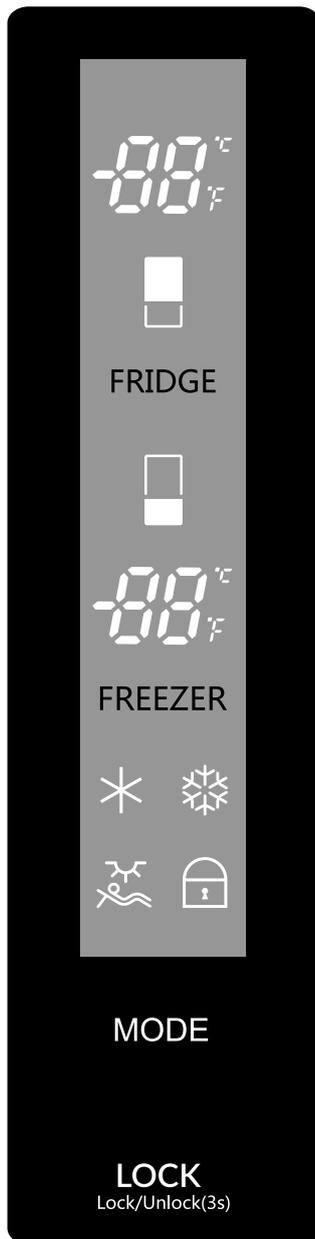 -88°C
°F
FRIDGE
-88°C
°F
FREEZER
MODE
LOCK
Lock/Unlock(3s)